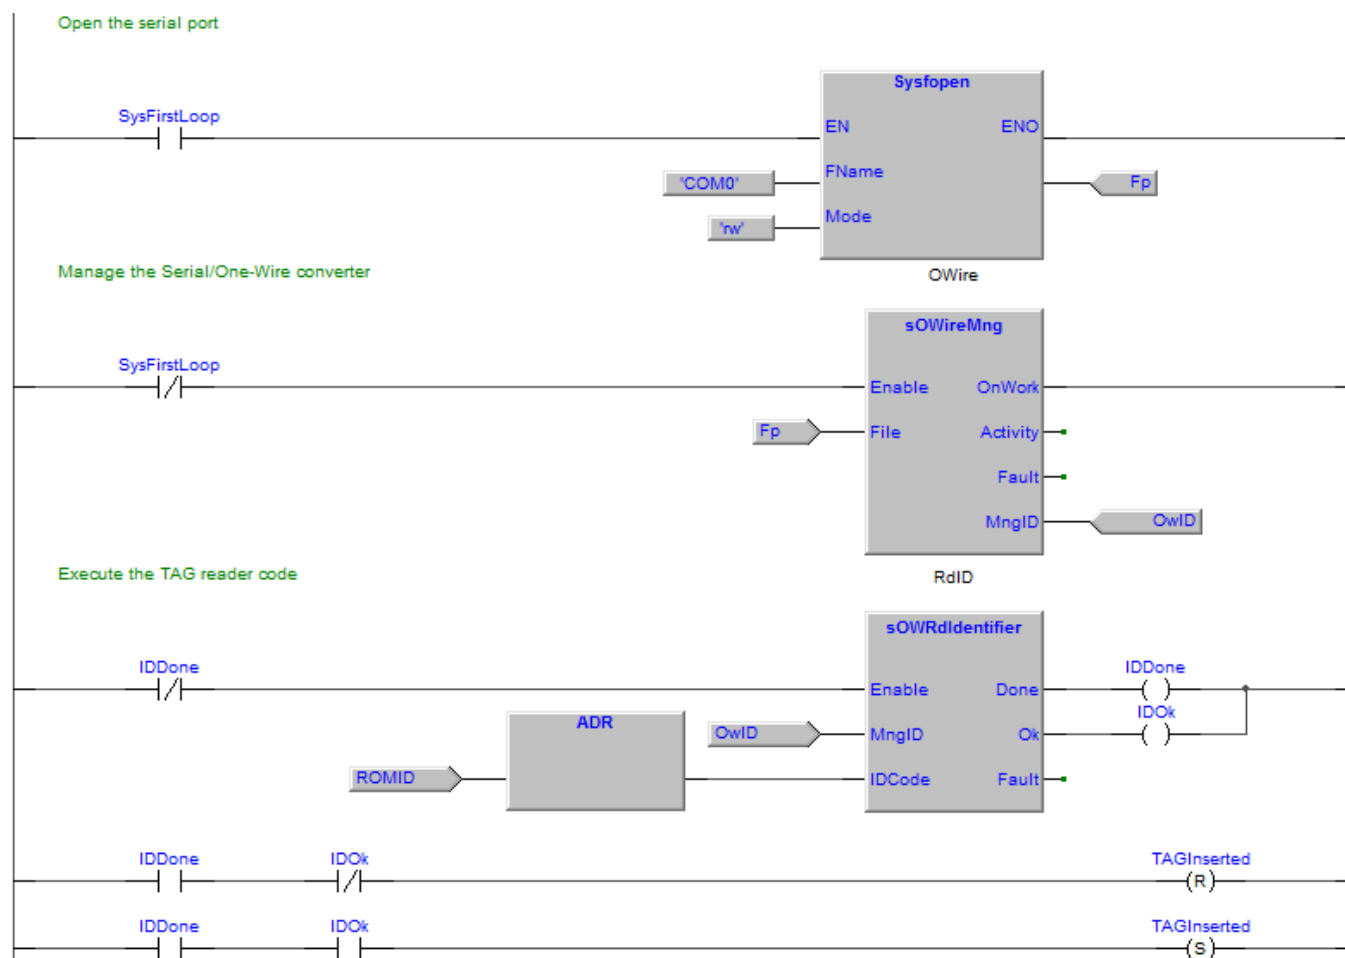 Open the serial port
Sysfopen
SysFirstLoop
EN ENO
'COM0' FName Fp
'rw' Mode
Manage the Serial/One-Wire converter
OWire
sOWireMng
SysFirstLoop
Enable OnWork
Fp File Activity
Fault
MngID OwID
Execute the TAG reader code
RdID
sOWRdIdentifier
IDDone IDDone
Enable Done
ADR OwID MngID Ok IDOk
ROMID IDCode Fault
IDDone IDOk TAGInserted
R
IDDone IDOk TAGInserted
S